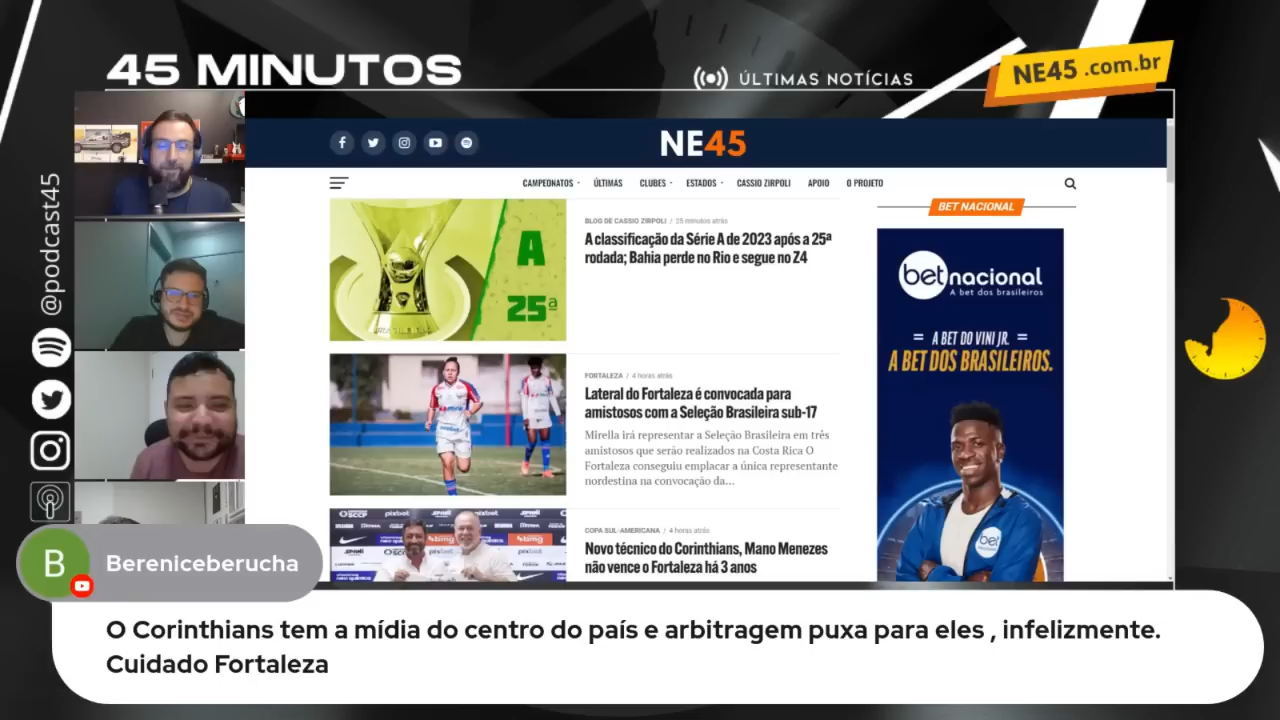 45 MINUTOS
ÚLTIMAS NOTÍCIAS
NE45 .com.br
@podcast45
NE45
CAMPEONATOS
ÚLTIMAS
CLUBES
ESTADOS
CASSIO ZIRPOLI
APOIO
O PROJETO
A
25ª
BLOG DE CASSIO ZIRPOLI / 25 minutos atrás
A classificação da Série A de 2023 após a 25ª
rodada; Bahia perde no Rio e segue no Z4
FORTALEZA / 4 horas atrás
Lateral do Fortaleza é convocada para
amistosos com a Seleção Brasileira sub-17
Mirella irá representar a Seleção Brasileira em três
amistosos que serão realizados na Costa Rica O
Fortaleza conseguiu emplacar a única representante
nordestina na convocação da...
pixbet
COPA SUL-AMERICANA / 4 horas atrás
Novo técnico do Corinthians, Mano Menezes
não vence o Fortaleza há 3 anos
BET NACIONAL
betnacional
A bet dos brasileiros
A BET DO VINI JR.
A BET DOS BRASILEIROS.
bet
B
Bereniceberucha
O Corinthians tem a mídia do centro do país e arbitragem puxa para eles , infelizmente.
Cuidado Fortaleza